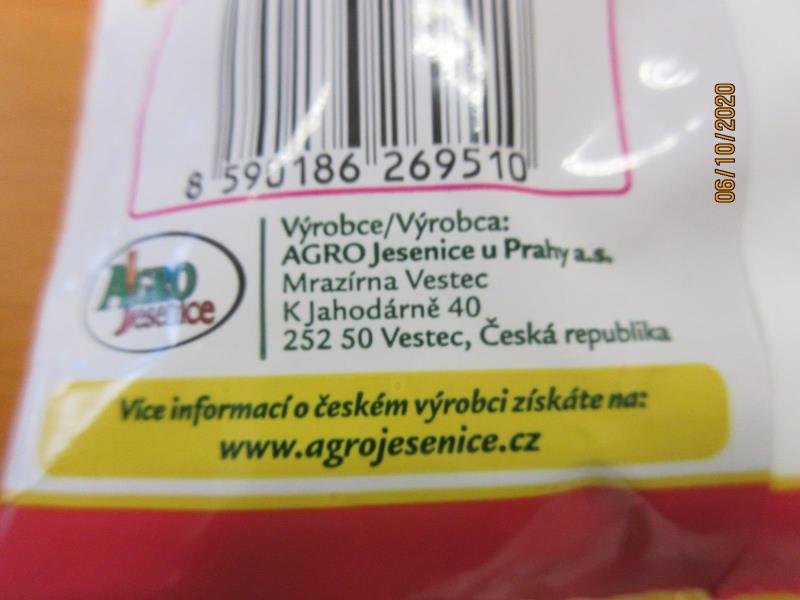 8 590186 269510
AGRO
Jesenice
Výrobce/Výrobca:
AGRO Jesenice u Prahy a.s.
Mrazírna Vestec
K Jahodárně 40
252 50 Vestec, Česká republika
Více informací o českém výrobci získáte na:
www.agrojesenice.cz
06/10/2020